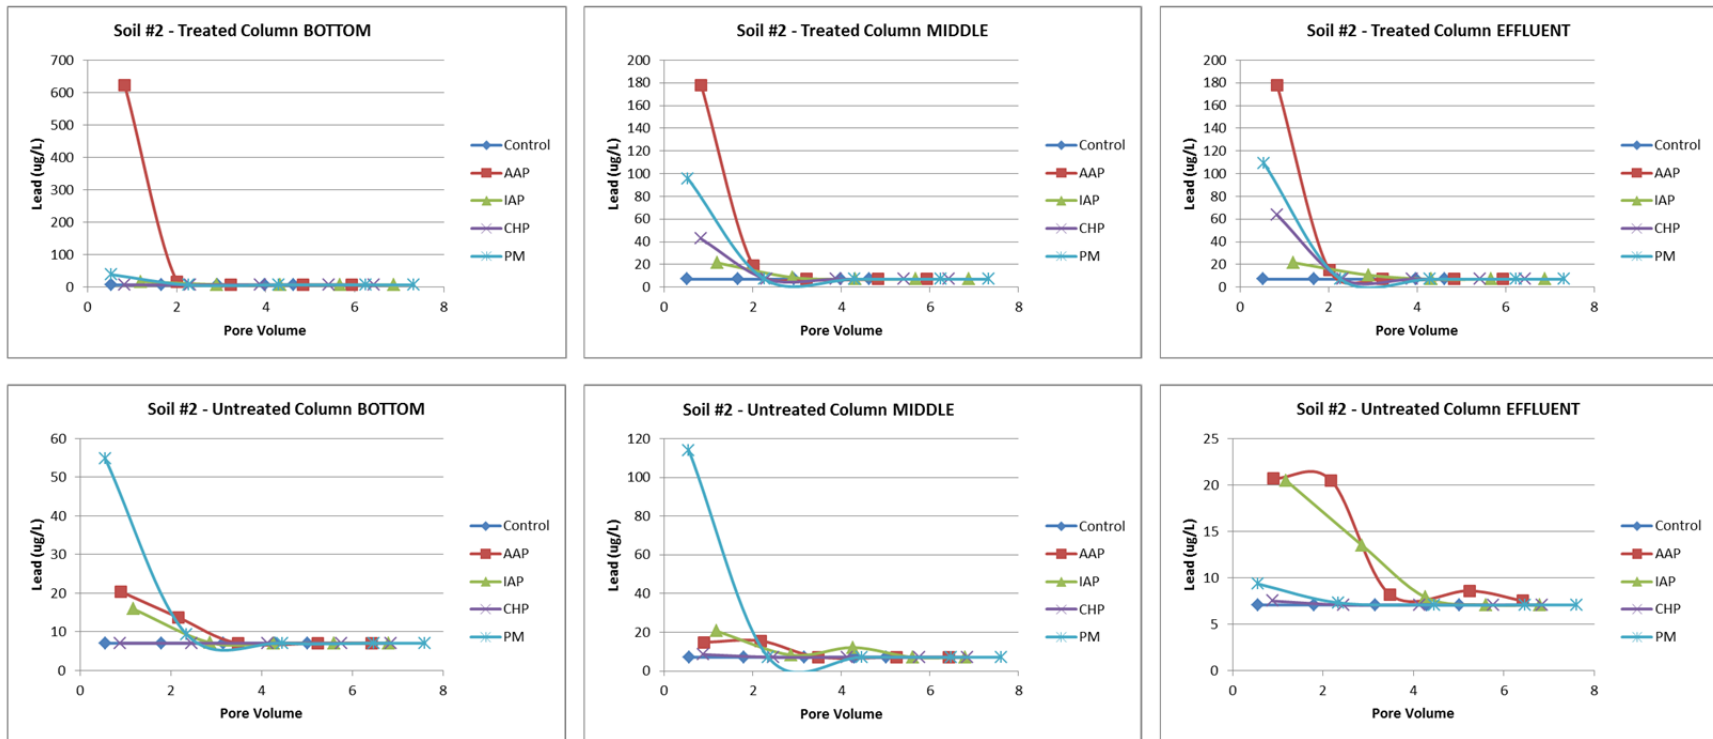 Soil #2 - Treated Column BOTTOM
700
600
500
400
300
200
100
0
0 2 4 6 8
Lead (ug/L)
Pore Volume
Control
AAP
IAP
CHP
PM
Soil #2 - Treated Column MIDDLE
200
180
160
140
120
100
80
60
40
20
0
0 2 4 6 8
Lead (ug/L)
Pore Volume
Control
AAP
IAP
CHP
PM
Soil #2 - Treated Column EFFLUENT
200
180
160
140
120
100
80
60
40
20
0
0 2 4 6 8
Lead (ug/L)
Pore Volume
Control
AAP
IAP
CHP
PM
Soil #2 - Untreated Column BOTTOM
60
50
40
30
20
10
0
0 2 4 6 8
Lead (ug/L)
Pore Volume
Control
AAP
IAP
CHP
PM
Soil #2 - Untreated Column MIDDLE
120
100
80
60
40
20
0
0 2 4 6 8
Lead (ug/L)
Pore Volume
Control
AAP
IAP
CHP
PM
Soil #2 - Untreated Column EFFLUENT
25
20
15
10
5
0
0 2 4 6 8
Lead (ug/L)
Pore Volume
Control
AAP
IAP
CHP
PM